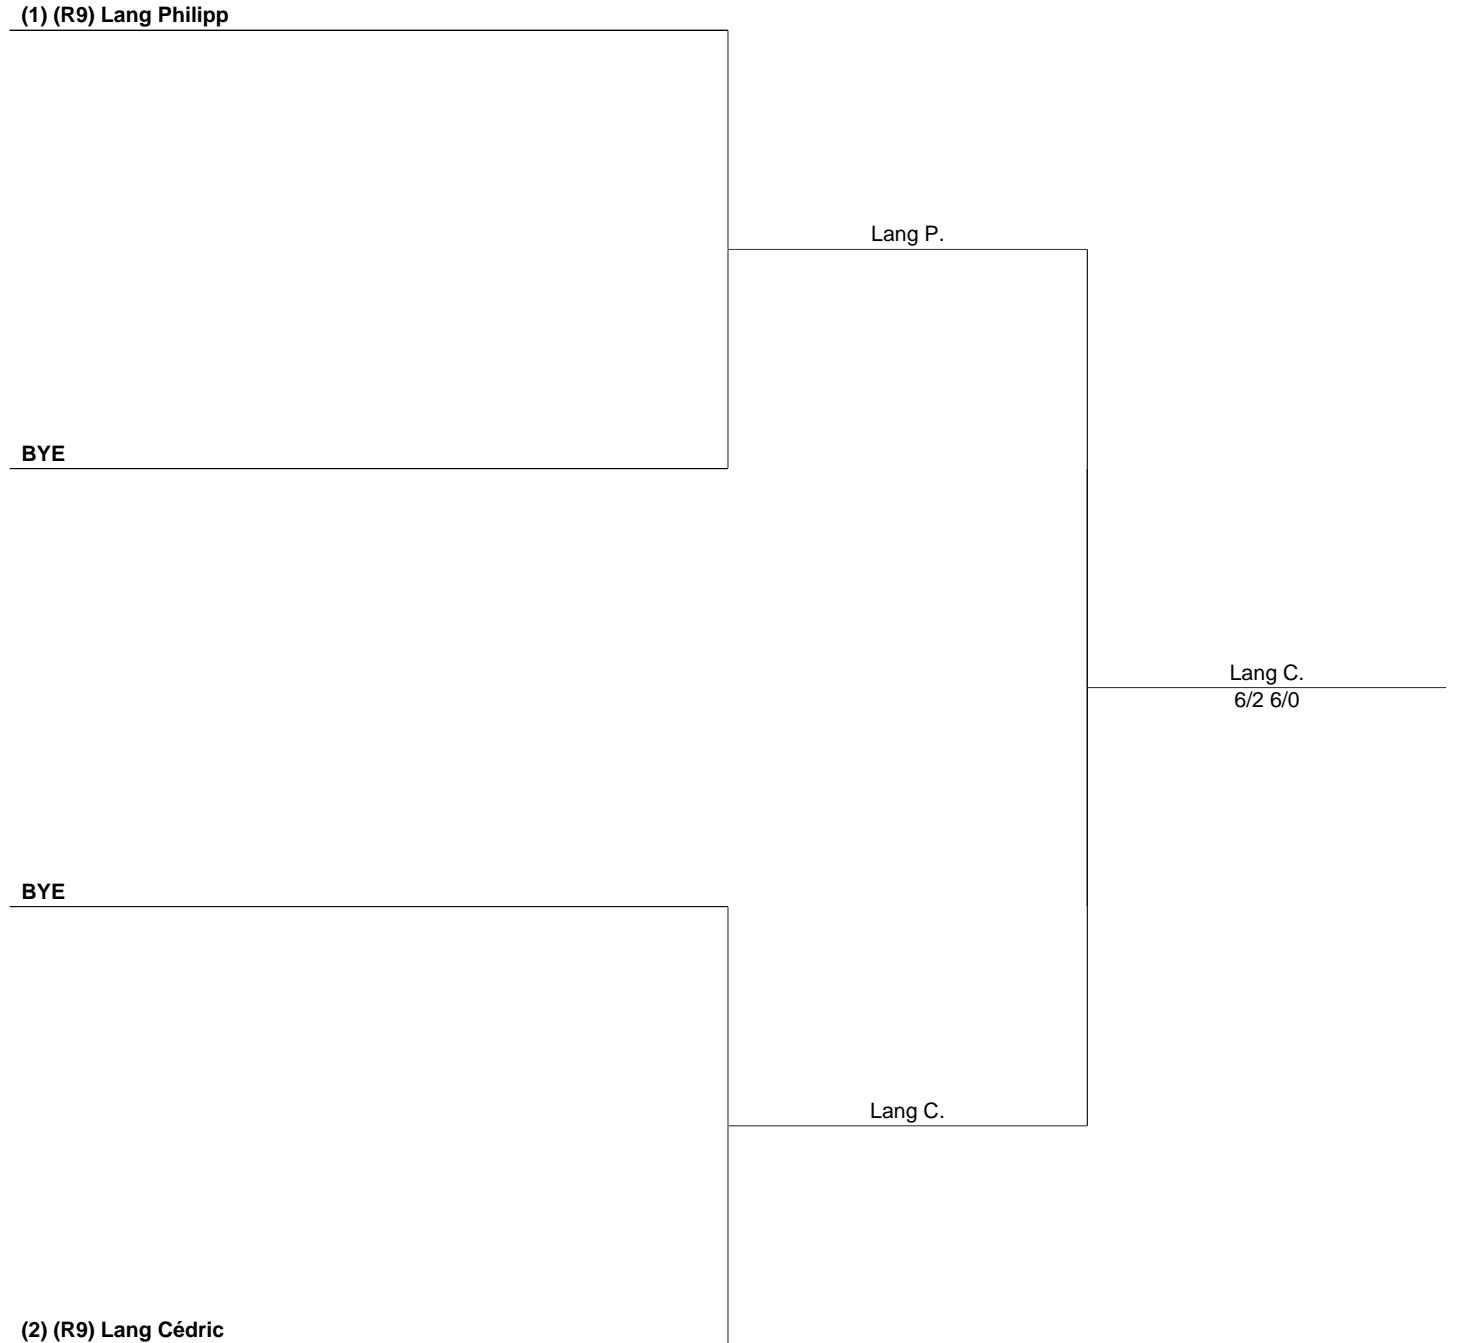 (1) (R9) Lang Philipp
Lang P.
BYE
Lang C.
6/2 6/0
BYE
Lang C.
(2) (R9) Lang Cédric